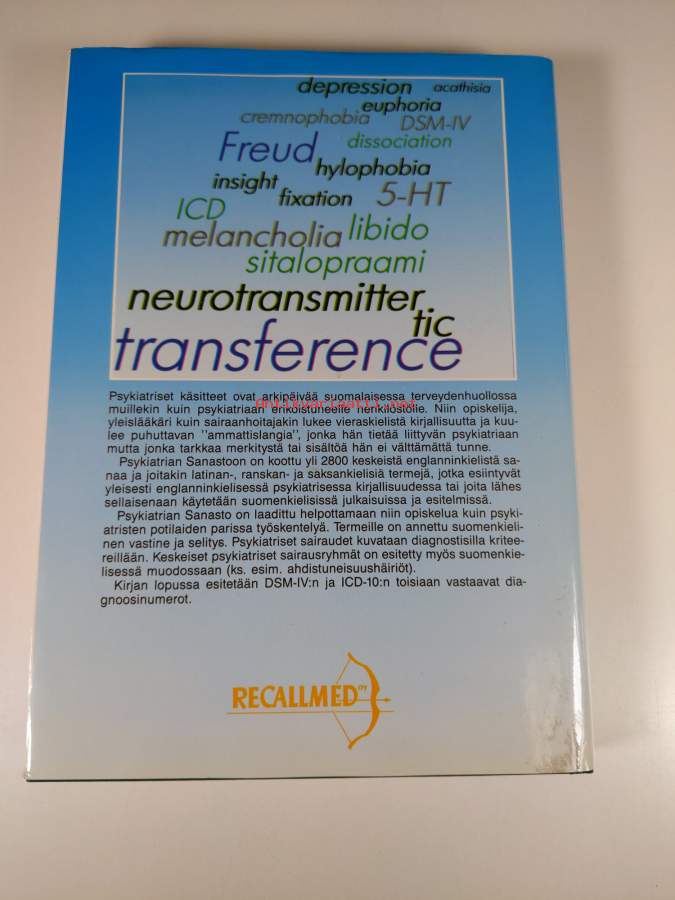 depression acathisia
euphoria
cremnophobia DSM-IV
Freud dissociation
hylophobia
insight fixation 5-HT
ICD
melancholia libido
sitalopraami
neurotransmitter
tic
transference
Psykiatriset käsitteet ovat arkipäivää suomalaisessa terveydenhuollossa
Antikvariaatti.net
muillekin kuin psykiatriaan erikoistuneelle henkilöstölle. Niin opiskelija,
yleislääkäri kuin sairaanhoitajakin lukee vieraskielistä kirjallisuutta ja kuu-
lee puhuttavan ''ammattislangia'', jonka hän tietää liittyvän psykiatriaan
mutta jonka tarkkaa merkitystä tai sisältöä hän ei välttämättä tunne.
Psykiatrian Sanastoon on koottu yli 2800 keskeistä englanninkielistä sa-
naa ja joitakin latinan-, ranskan- ja saksankielisiä termejä, jotka esiintyvät
yleisesti englanninkielisessä psykiatrisessa kirjallisuudessa tai joita lähes
sellaisenaan käytetään suomenkielisissä julkaisuissa ja esitelmissä.
Psykiatrian Sanasto on laadittu helpottamaan niin opiskelua kuin psyki-
atristen potilaiden parissa työskentelyä. Termeille on annettu suomenkieli-
nen vastine ja selitys. Psykiatriset sairaudet kuvataan diagnostisilla kritee-
reillään. Keskeiset psykiatriset sairausryhmät on esitetty myös suomenkie-
lisessä muodossaan (ks. esim. ahdistuneisuushäiriöt).
Kirjan lopussa esitetään DSM-IV:n ja ICD-10:n toisiaan vastaavat dia-
gnoosinumerot.
RECALLMED OY